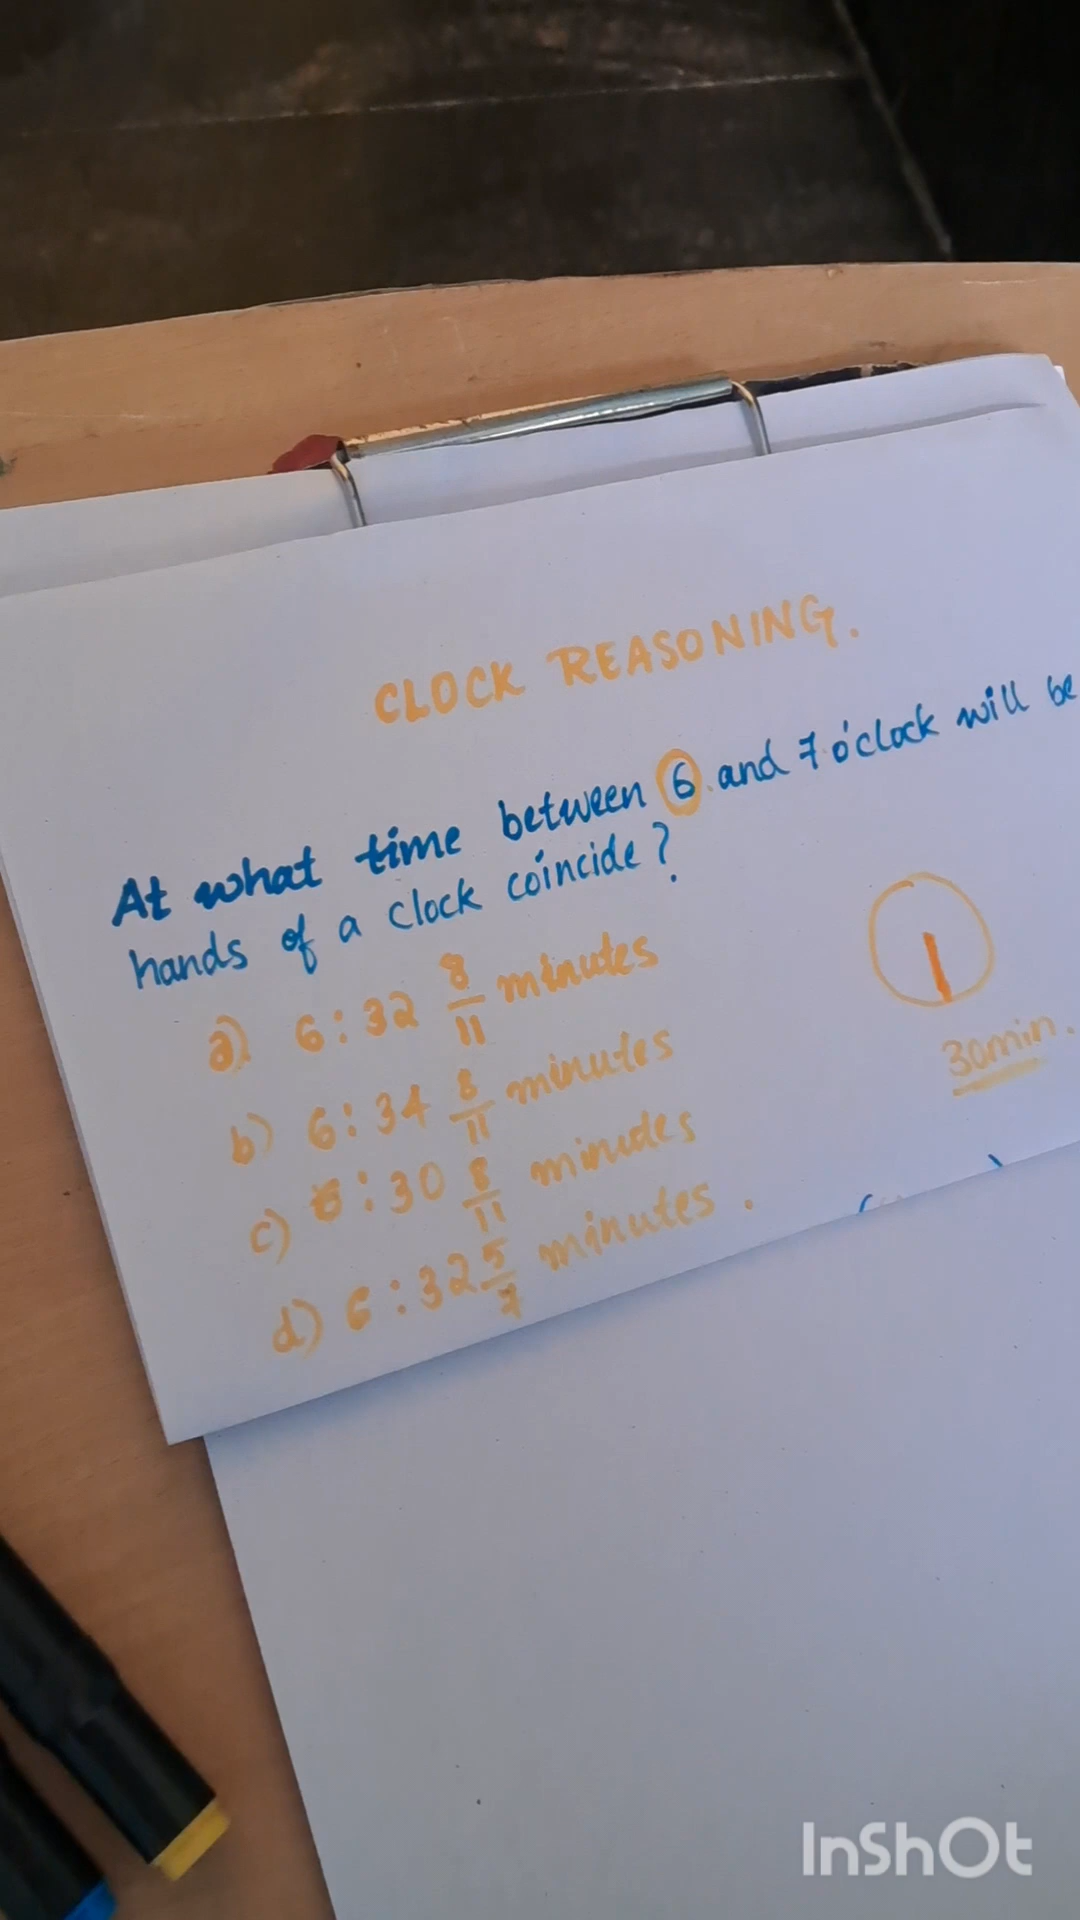 CLOCK REASONING.
At what time between 6 and 7 o'clock will be
hands of a clock coincide?
a) 6:32 8/11 minutes
b) 6:34 8/11 minutes
30min.
c) 6:30 8/11 minutes
d) 6:32 5/7 minutes.
InShOt